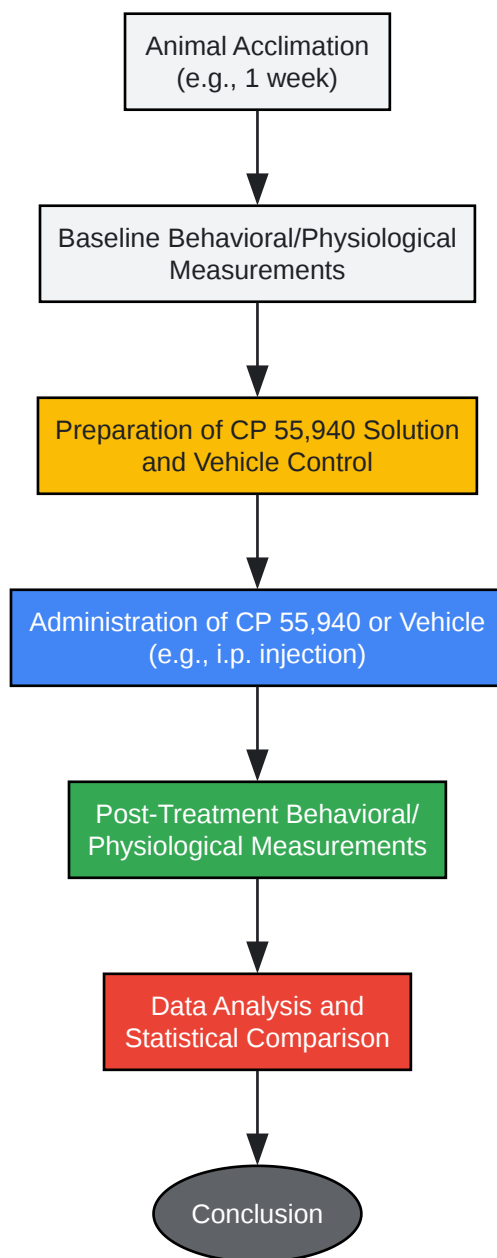 Animal Acclimation
(e.g., 1 week)
Baseline Behavioral/Physiological
Measurements
Preparation of CP 55,940 Solution
and Vehicle Control
Administration of CP 55,940 or Vehicle
(e.g., i.p. injection)
Post-Treatment Behavioral/
Physiological Measurements
Data Analysis and
Statistical Comparison
Conclusion